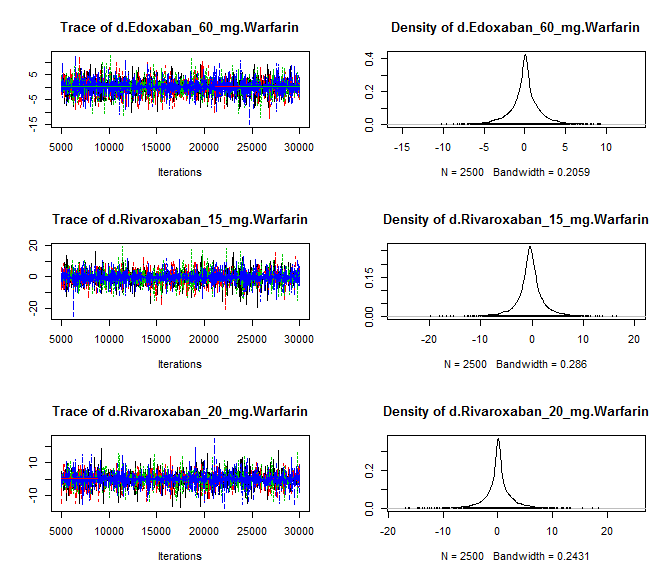 Trace of d.Edoxaban_60_mg.Warfarin
5
-5
-15
5000 10000 15000 20000 25000 30000
Iterations
Density of d.Edoxaban_60_mg.Warfarin
0.4
0.2
0.0
-15 -10 -5 0 5 10
N = 2500 Bandwidth = 0.2059
Trace of d.Rivaroxaban_15_mg.Warfarin
20
0
-20
5000 10000 15000 20000 25000 30000
Iterations
Density of d.Rivaroxaban_15_mg.Warfarin
0.15
0.00
-20 -10 0 10 20
N = 2500 Bandwidth = 0.286
Trace of d.Rivaroxaban_20_mg.Warfarin
10
-10
5000 10000 15000 20000 25000 30000
Iterations
Density of d.Rivaroxaban_20_mg.Warfarin
0.2
0.0
-20 -10 0 10 20
N = 2500 Bandwidth = 0.2431